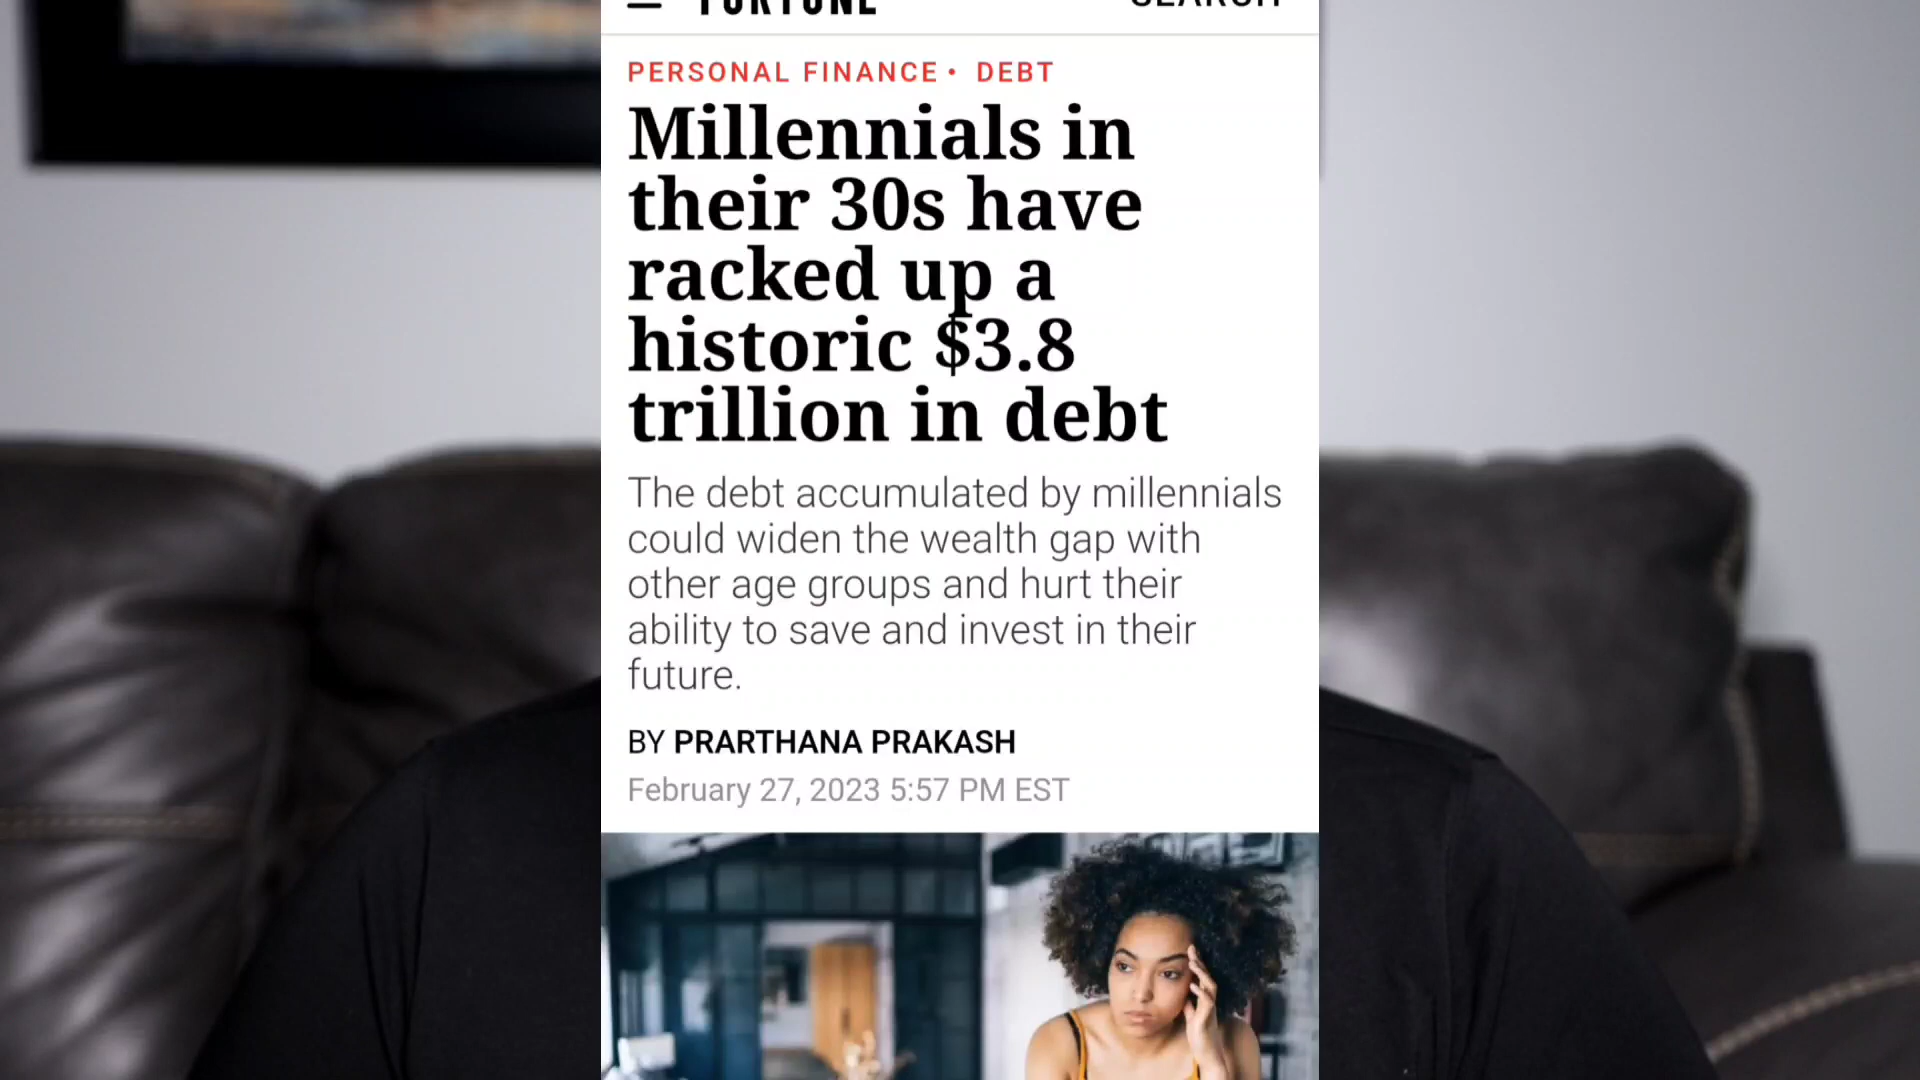 FORTUNE
SEARCH
PERSONAL FINANCE • DEBT
Millennials in
their 30s have
racked up a
historic $3.8
trillion in debt
The debt accumulated by millennials
could widen the wealth gap with
other age groups and hurt their
ability to save and invest in their
future.
BY PRARTHANA PRAKASH
February 27, 2023 5:57 PM EST